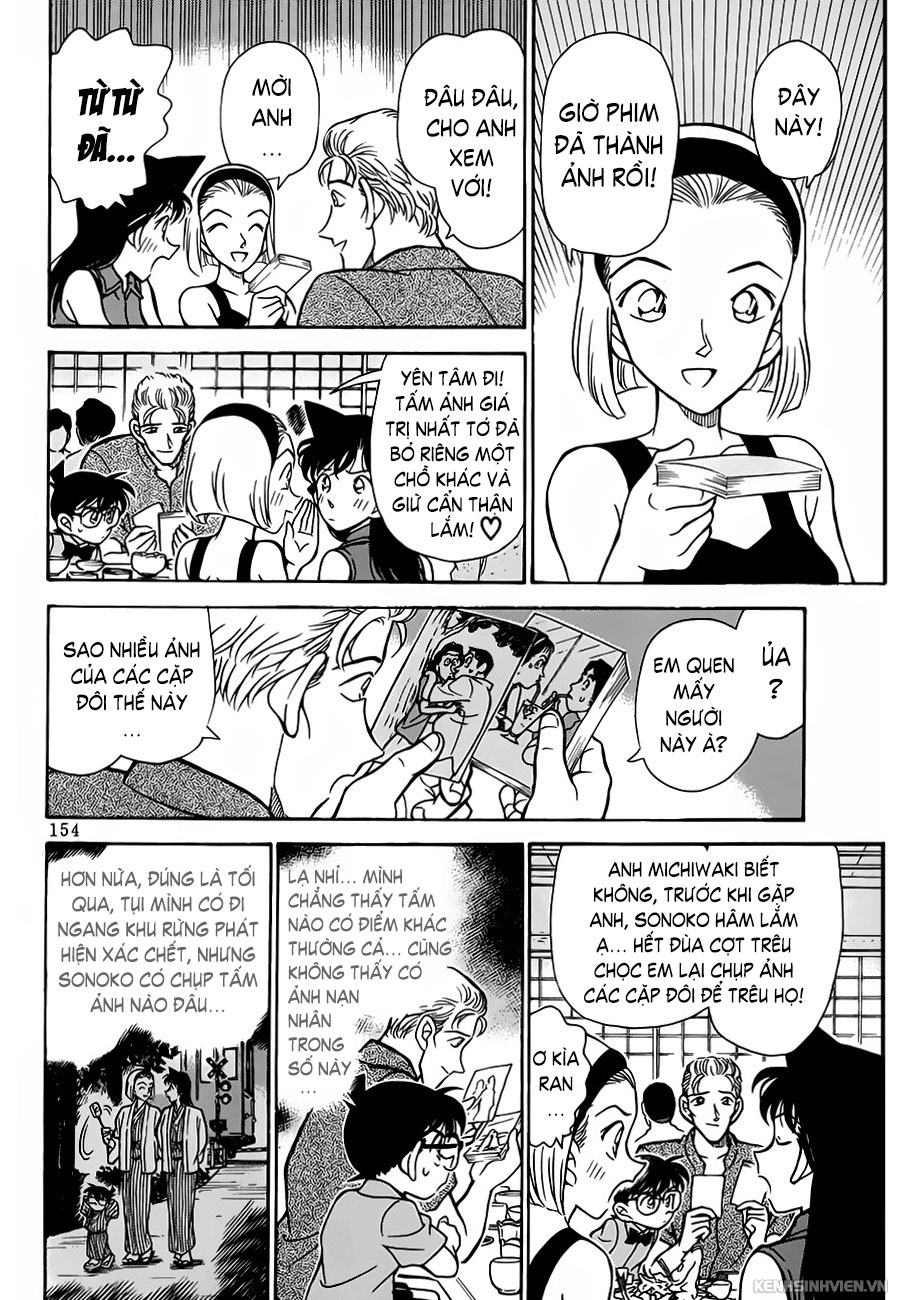 ĐÂY
NÀY!
GIỜ PHIM
ĐÃ THÀNH
ẢNH RỒI!
ĐÂU ĐÂU,
CHO ANH
XEM
VỚI!
MỜI
ANH
...
TỪ TỪ
ĐÃ...
YÊN TÂM ĐI!
TẤM ẢNH GIÁ
TRỊ NHẤT TỚ ĐÀ
BỎ RIÊNG MỘT
CHỖ KHÁC VÀ
GIỮ CẨN THẬN
LẮM! ♡
ỦA
?
EM QUEN
MẤY
NGƯỜI
NÀY À?
SAO NHIỀU ẢNH
CỦA CÁC CẶP
ĐÔI THẾ NÀY
...
154
ANH MICHIWAKI BIẾT
KHÔNG, TRƯỚC KHI GẶP
ANH, SONOKO HÂM LẮM
Ạ... HẾT ĐÙA CỢT TRÊU
CHỌC EM LẠI CHỤP ẢNH
CÁC CẶP ĐÔI ĐỂ TRÊU HỌ!
Ơ KÌA
RAN
...
LẠ NHỈ... MÌNH
CHẲNG THẤY TẤM
NÀO CÓ ĐIỂM KHÁC
THƯỜNG CẢ... CŨNG
KHÔNG THẤY CÓ
ẢNH NẠN
NHÂN
TRONG
SỐ NÀY
...
HƠN NỮA, ĐÚNG LÀ TỐI
QUA, TỤI MÌNH CÓ ĐI
NGANG KHU RỪNG PHÁT
HIỆN XÁC CHẾT, NHƯNG
SONOKO CÓ CHỤP TẤM
ẢNH NÀO ĐÂU...
KENHSINHVIEN.VN